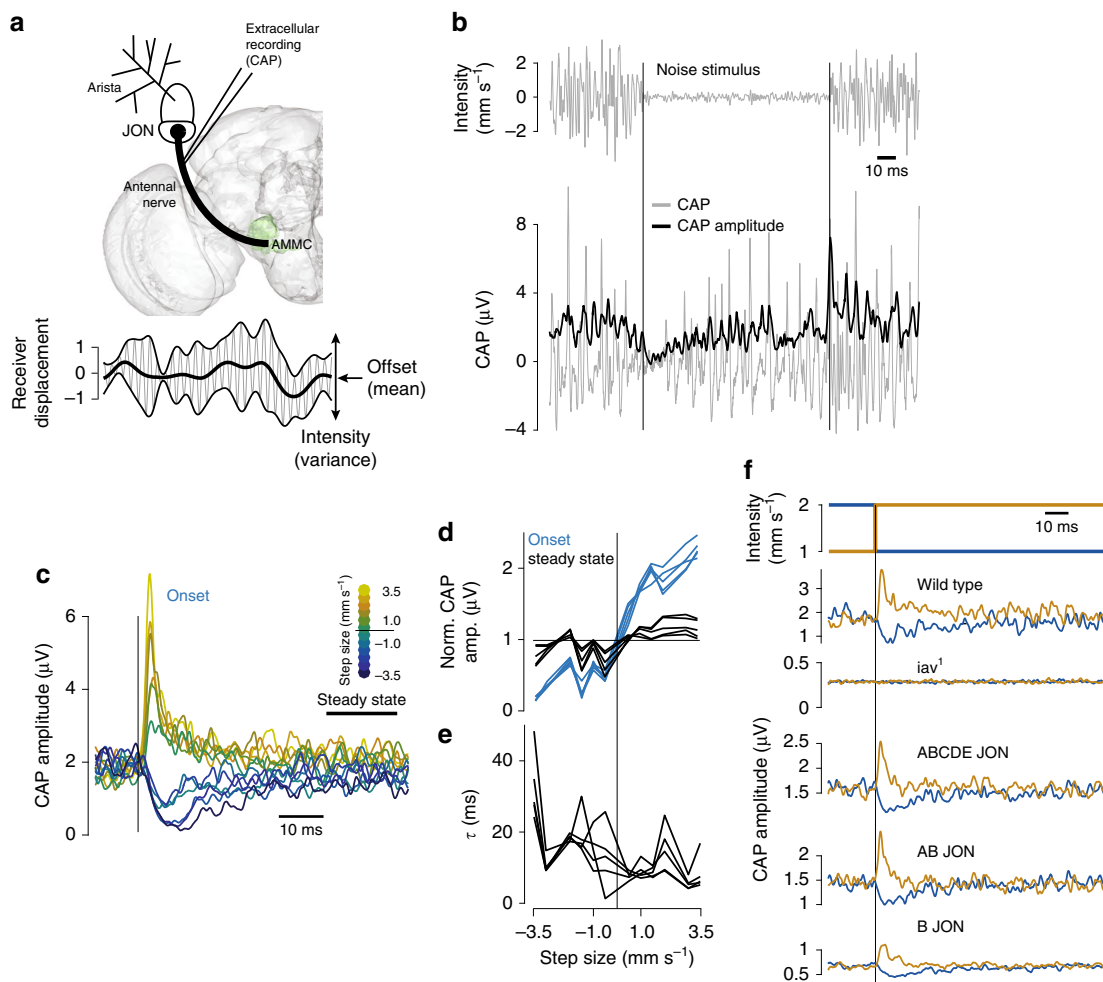 a
Extracellular
recording
(CAP)
Arista
JON
Antennal
nerve
AMMC
Receiver
displacement
1
0
−1
Offset
(mean)
Intensity
(variance)
b
Intensity
(mm s−1)
2
0
−2
Noise stimulus
10 ms
CAP
CAP amplitude
CAP (μV)
8
4
0
−4
c
Onset
CAP amplitude (μV)
6
4
2
0
Step size (mm s−1)
3.5
1.0
−1.0
−3.5
Steady state
10 ms
d
Onset
steady state
Norm. CAP
amp. (μV)
2
1
0
e
τ (ms)
40
20
0
−3.5
−1.0
1.0
3.5
Step size (mm s−1)
f
Intensity
(mm s−1)
2
1
10 ms
Wild type
3
2
1
iav1
0.5
0
CAP amplitude (μV)
ABCDE JON
2.5
2
1.5
1
AB JON
2
1.5
1
B JON
1
0.5